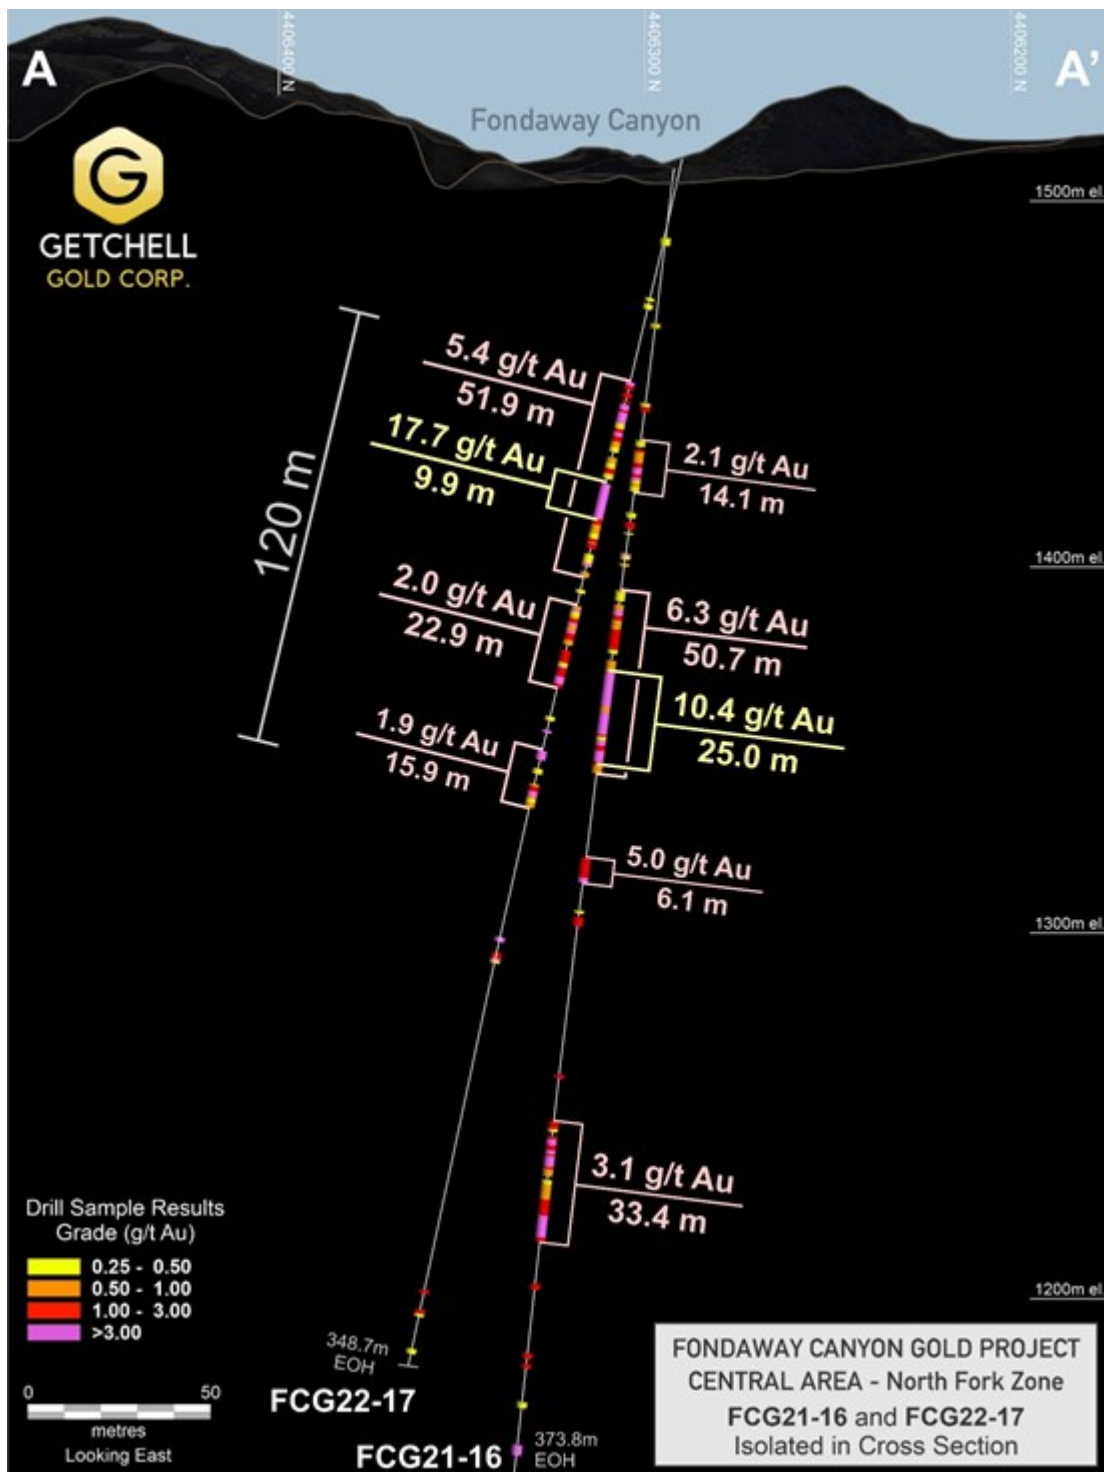 4406400 N
4406300 N
4406200 N
A
A'
Fondaway Canyon
G
GETCHELL
GOLD CORP.
1500m el.
5.4 g/t Au
51.9 m
17.7 g/t Au
9.9 m
2.1 g/t Au
14.1 m
120 m
1400m el.
2.0 g/t Au
22.9 m
6.3 g/t Au
50.7 m
10.4 g/t Au
25.0 m
1.9 g/t Au
15.9 m
5.0 g/t Au
6.1 m
1300m el.
3.1 g/t Au
33.4 m
1200m el.
Drill Sample Results
Grade (g/t Au)
0.25 - 0.50
0.50 - 1.00
1.00 - 3.00
>3.00
348.7m
EOH
FCG22-17
0 50
metres
Looking East
FCG21-16
373.8m
EOH
FONDAWAY CANYON GOLD PROJECT
CENTRAL AREA - North Fork Zone
FCG21-16 and FCG22-17
Isolated in Cross Section